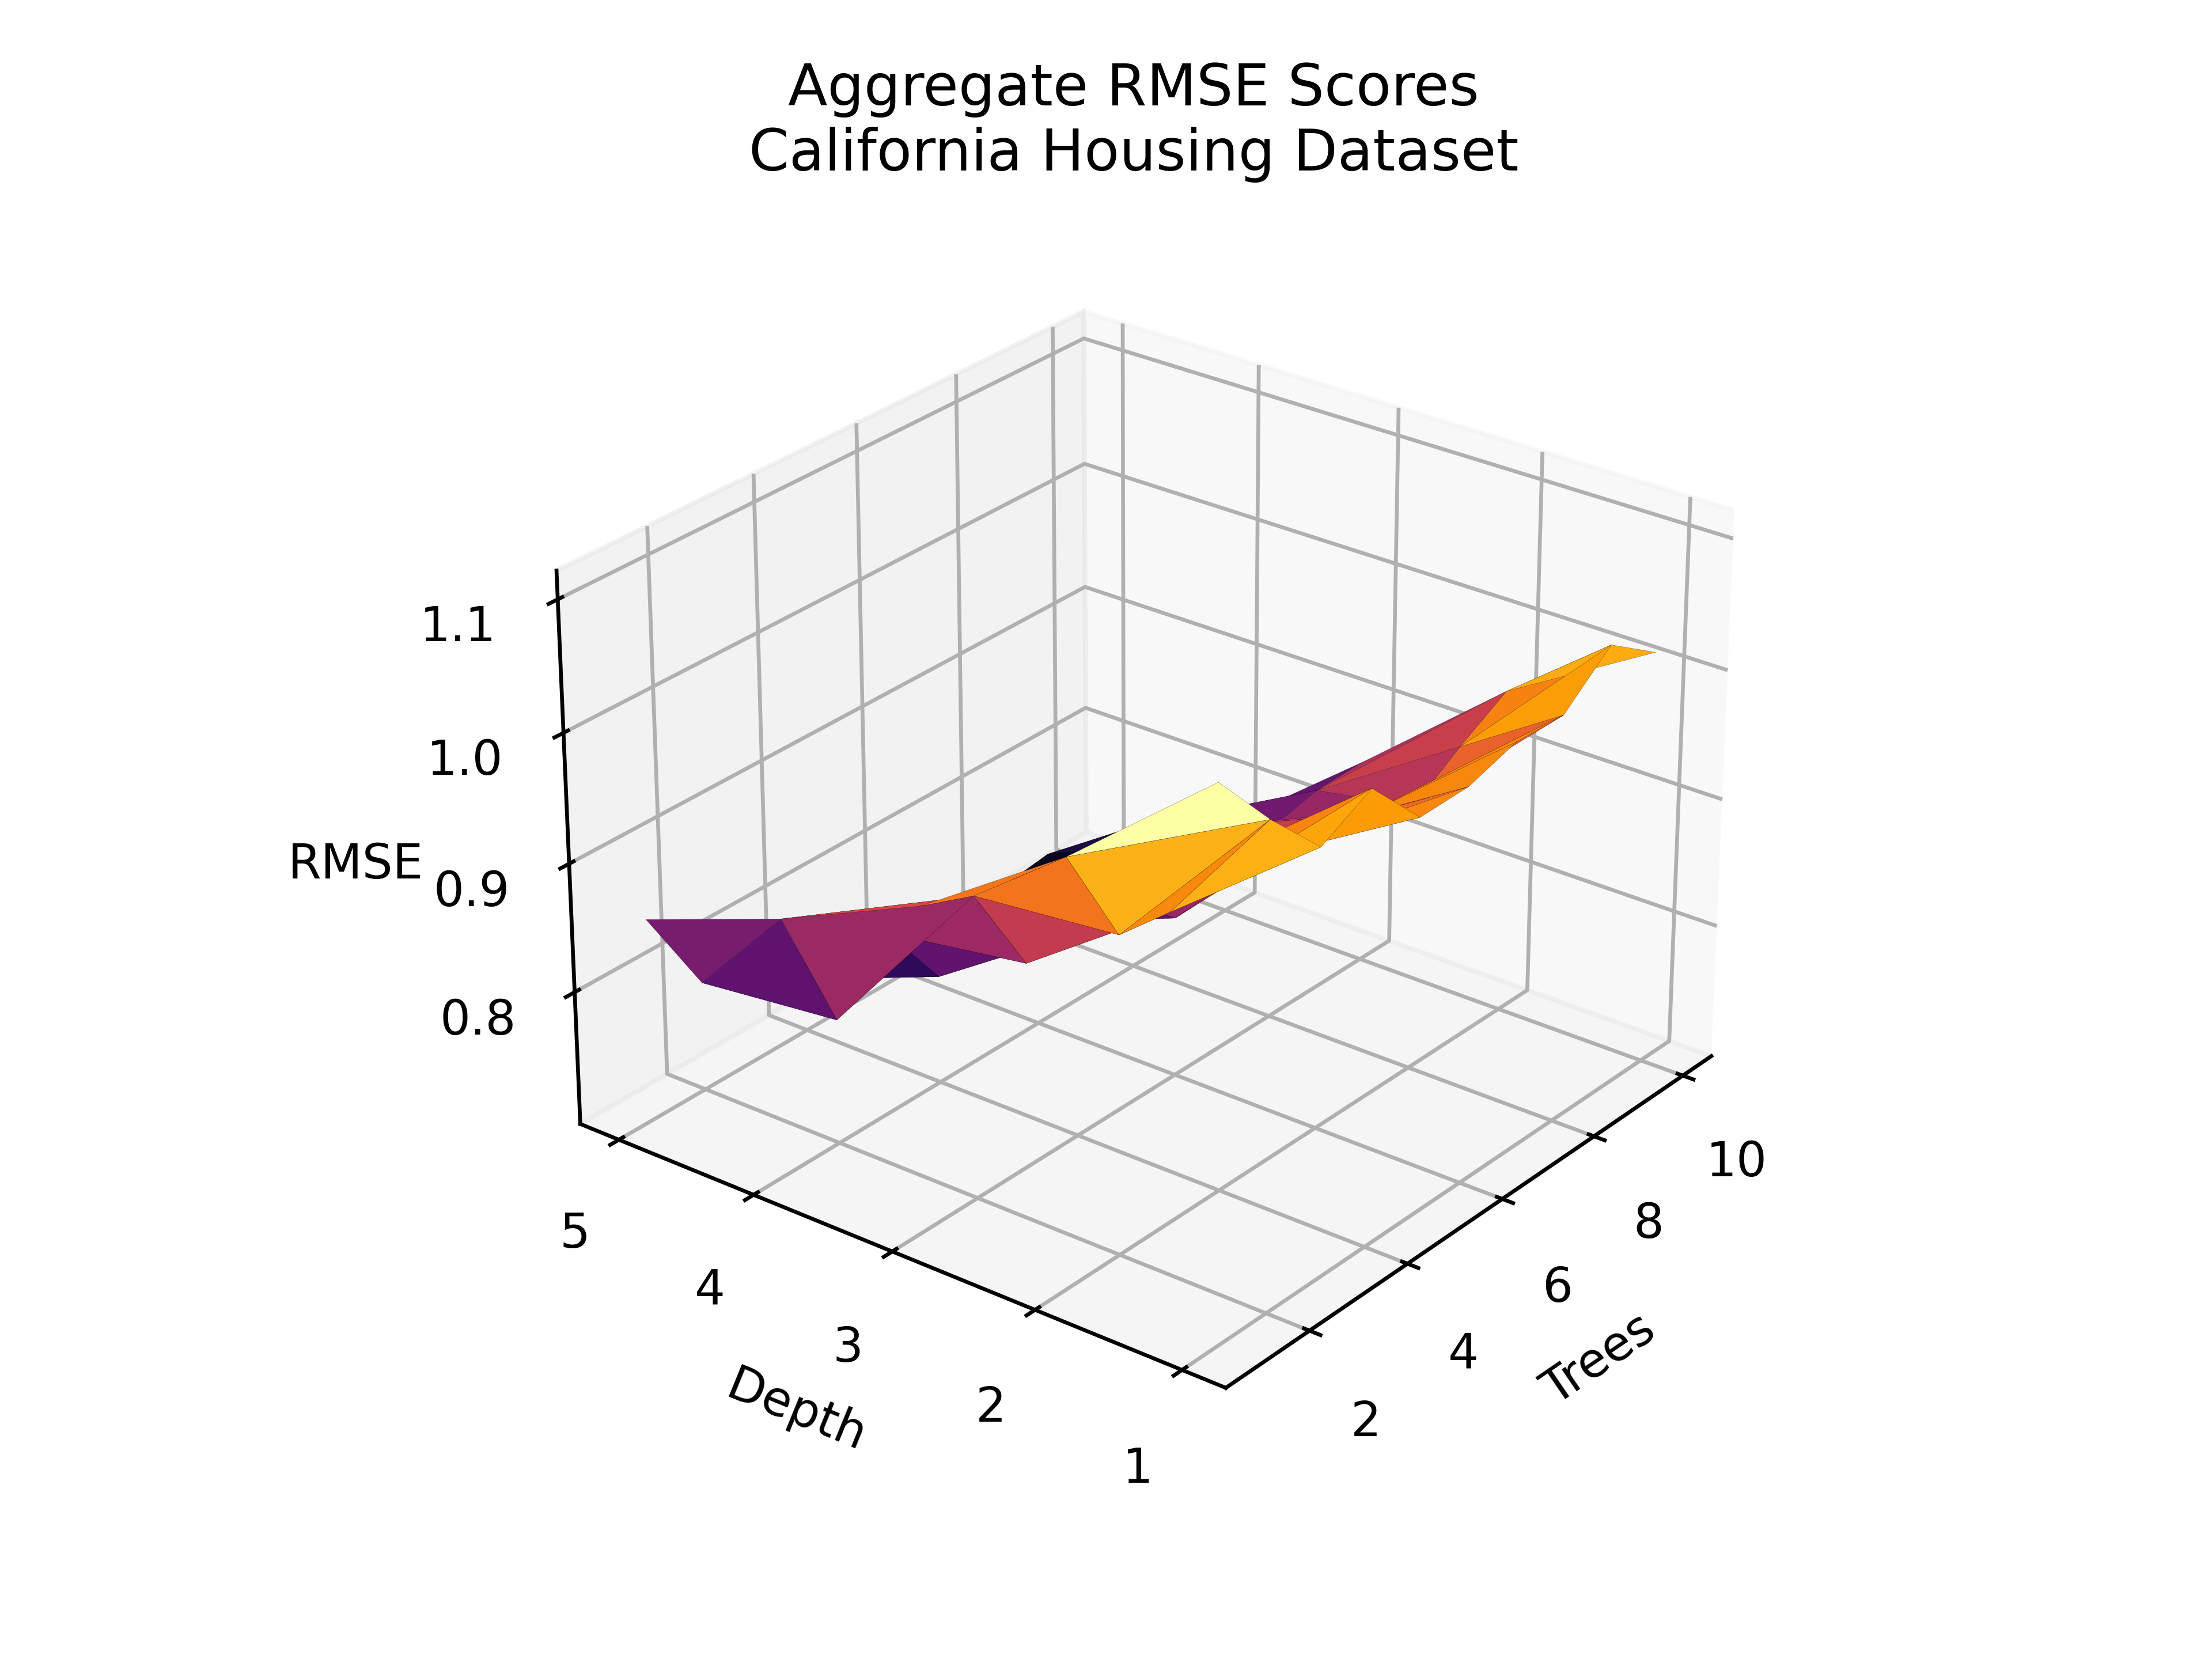 Aggregate RMSE Scores
California Housing Dataset
1.1
1.0
0.9
0.8
RMSE
5
4
3
2
1
Depth
2
4
6
8
10
Trees